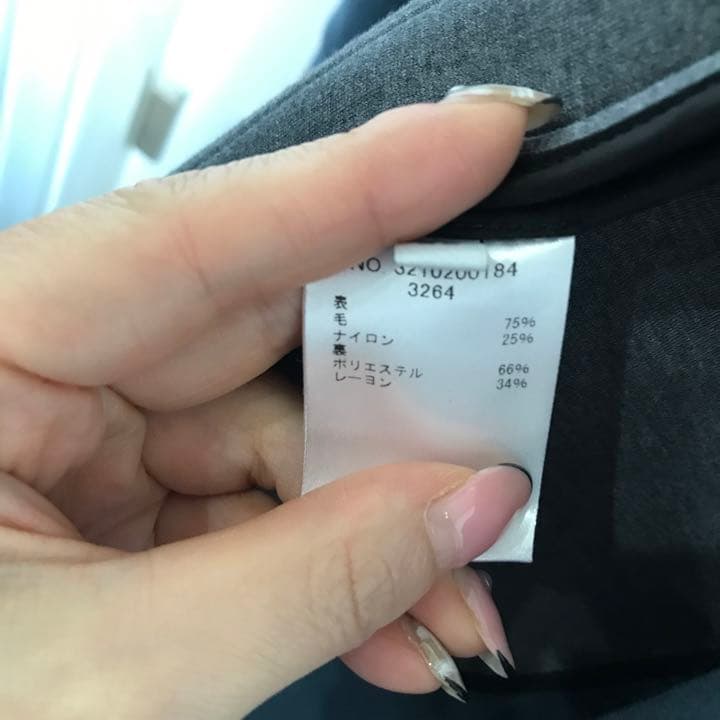 NO. 3210200184
3264
表
毛 75%
ナイロン 25%
裏
ポリエステル 66%
レーヨン 34%